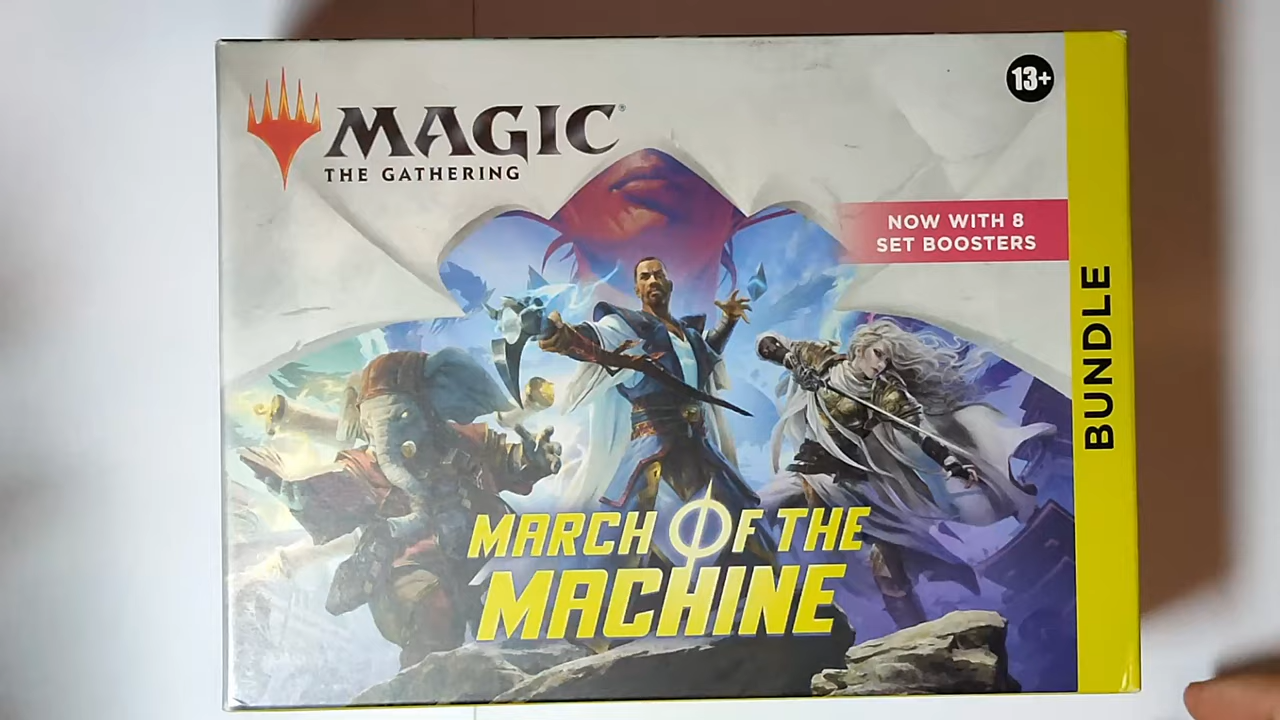 13+
MAGIC
THE GATHERING
NOW WITH 8
SET BOOSTERS
BUNDLE
MARCH OF THE
MACHINE